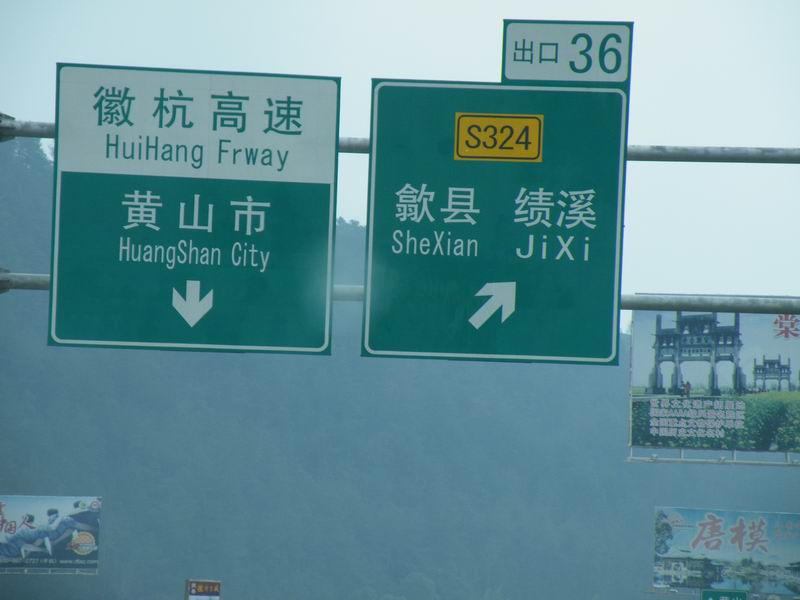 徽杭高速
HuiHang Frway
黄山市
HuangShan City
出口 36
S324
歙县 绩溪
SheXian JiXi
棠
唐模